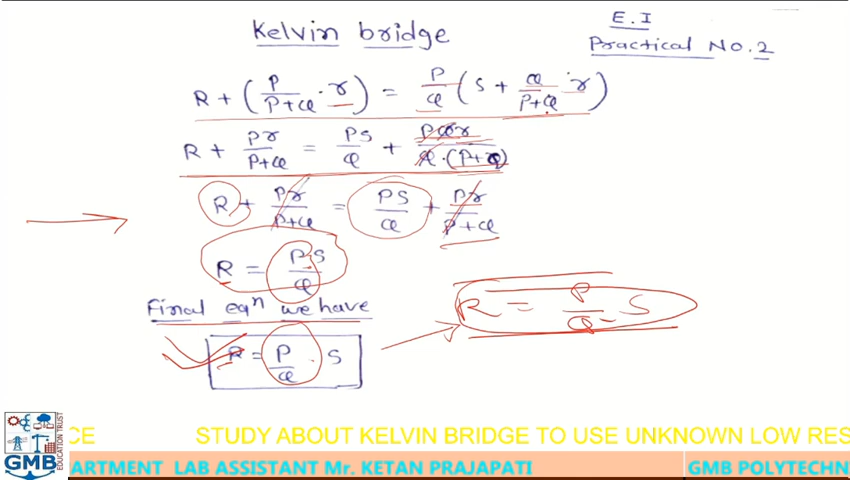 Kelvin bridge
E.I
Practical No.2
R + (P/P+Q · r) = P/Q (S + Q/P+Q · r)
R + Pr/P+Q = PS/Q + PQr/Q·(P+Q)
R + Pr/P+Q = PS/Q + Pr/P+Q
R = PS/Q
Final eqn we have
R = P/Q · S
R = P/Q · S
CE STUDY ABOUT KELVIN BRIDGE TO USE UNKNOWN LOW RES
GMB
EDUCATION TRUST
ARTMENT LAB ASSISTANT Mr. KETAN PRAJAPATI GMB POLYTECHN